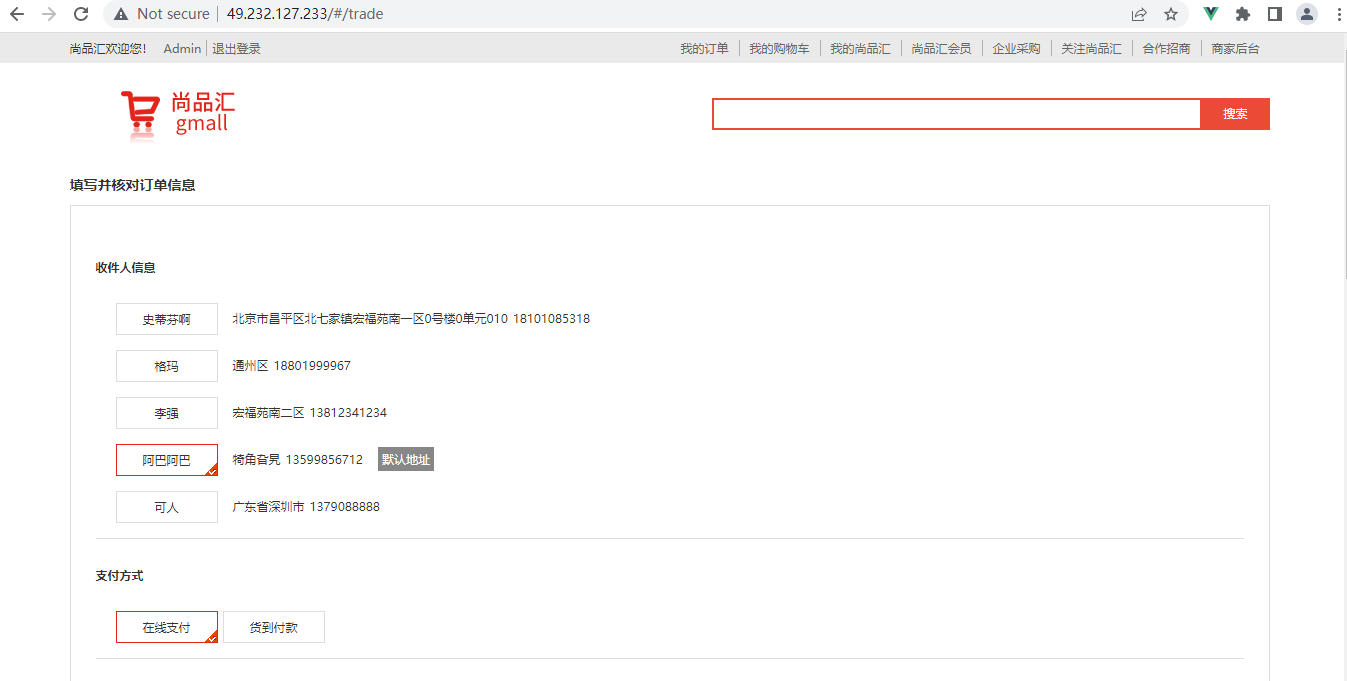 Not secure 49.232.127.233/#/trade
尚品汇欢迎您! Admin 退出登录 我的订单 我的购物车 我的尚品汇 尚品汇会员 企业采购 关注尚品汇 合作招商 商家后台
尚品汇
gmall
搜索
填写并核对订单信息
收件人信息
史蒂芬啊 北京市昌平区北七家镇宏福苑南一区0号楼0单元010 18101085318
格玛 通州区 18801999967
李强 宏福苑南二区 13812341234
阿巴阿巴 犄角旮旯 13599856712 默认地址
可人 广东省深圳市 1379088888
支付方式
在线支付 货到付款